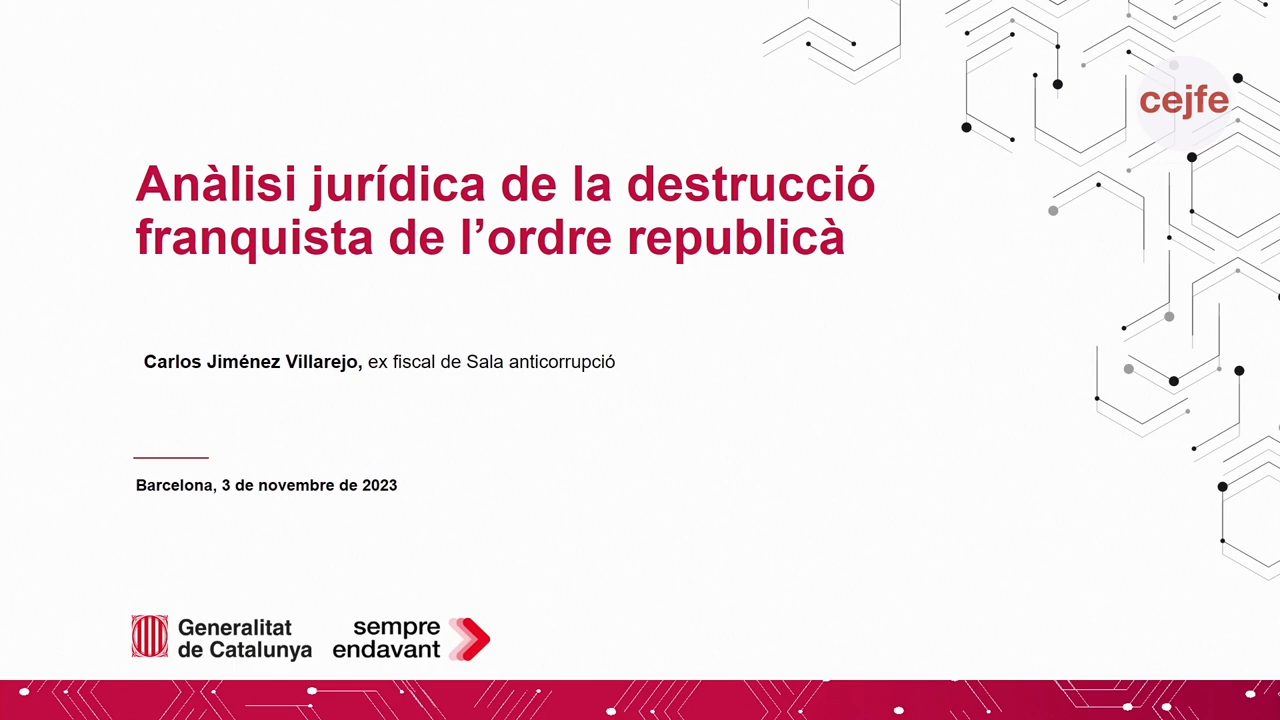 cejfe
Anàlisi jurídica de la destrucció
franquista de l’ordre republicà
Carlos Jiménez Villarejo, ex fiscal de Sala anticorrupció
Barcelona, 3 de novembre de 2023
Generalitat
de Catalunya
sempre
endavant